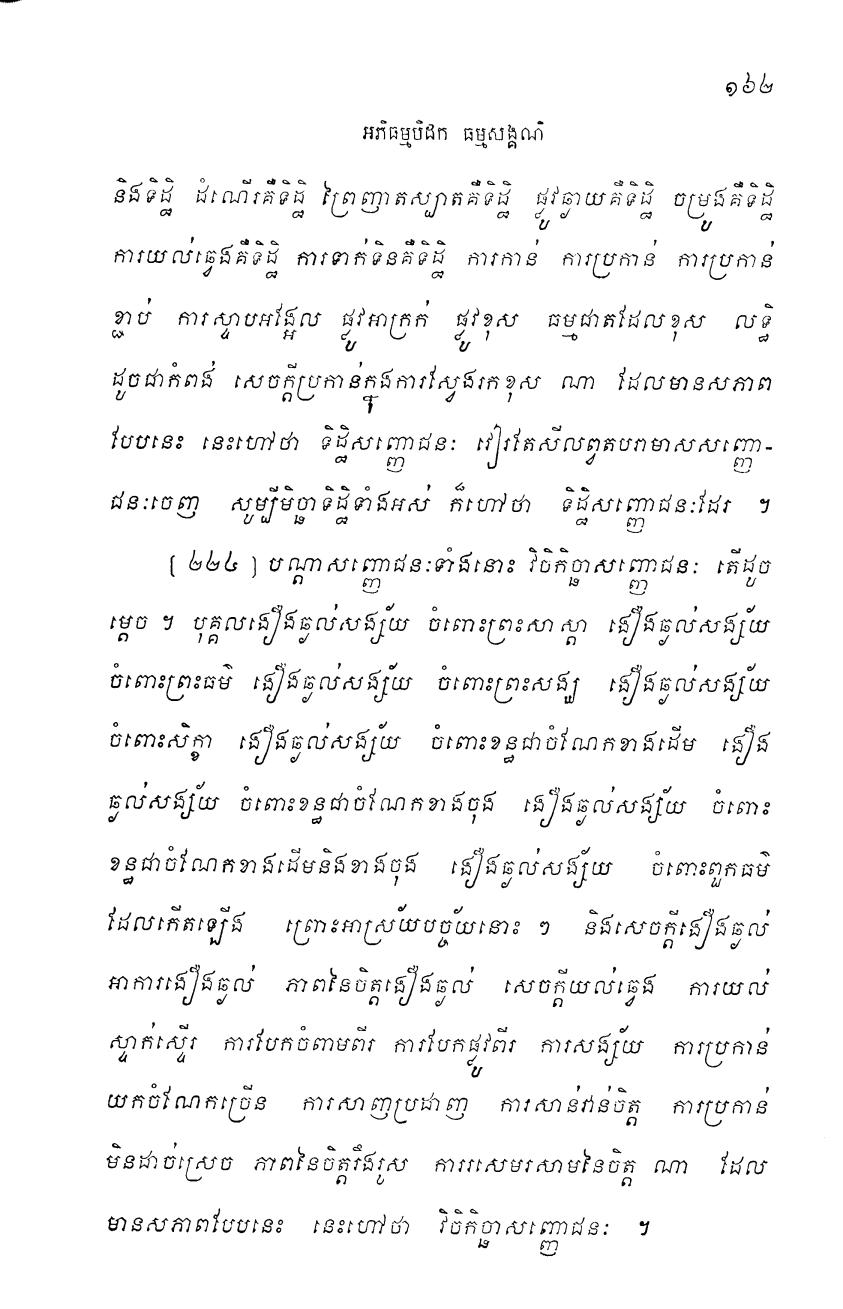 ១៦២
អភិធម្មបិដក ធម្មសង្គណិ
និងទិដ្ឋិ ដំណើរគឺទិដ្ឋិ ព្រៃញាតស្បាតគឺទិដ្ឋិ ផ្លូវឆ្ងាយគឺទិដ្ឋិ ចម្រូងគឺទិដ្ឋិ
ការយល់ឆ្វេងគឺទិដ្ឋិ ការទាក់ទិនគឺទិដ្ឋិ ការកាន់ ការប្រកាន់ ការប្រកាន់
ខ្ជាប់ ការស្ទាបអង្អែល ផ្លូវអាក្រក់ ផ្លូវខុស ធម្មជាតដែលខុស លទ្ធិ
ដូចជាកំពង់ សេចក្តីប្រកាន់ក្នុងការស្វែងរកខុស ណា ដែលមានសភាព
បែបនេះ នេះហៅថា ទិដ្ឋិសញ្ញោជនៈ វៀរតែសីលព្វតបរាមាសសញ្ញោ-
ជនៈចេញ សូម្បីមិច្ឆាទិដ្ឋិទាំងអស់ ក៏ហៅថា ទិដ្ឋិសញ្ញោជនៈដែរ ។
[ ២២៤ ] បណ្តាសញ្ញោជនៈទាំងនោះ វិចិកិច្ឆាសញ្ញោជនៈ តើដូច
ម្តេច ។ បុគ្គលងឿងឆ្ងល់សង្ស័យ ចំពោះព្រះសាស្តា ងឿងឆ្ងល់សង្ស័យ
ចំពោះព្រះធម៌ ងឿងឆ្ងល់សង្ស័យ ចំពោះព្រះសង្ឃ ងឿងឆ្ងល់សង្ស័យ
ចំពោះសិក្ខា ងឿងឆ្ងល់សង្ស័យ ចំពោះខន្ធជាចំណែកខាងដើម ងឿង
ឆ្ងល់សង្ស័យ ចំពោះខន្ធជាចំណែកខាងចុង ងឿងឆ្ងល់សង្ស័យ ចំពោះ
ខន្ធជាចំណែកខាងដើមនិងខាងចុង ងឿងឆ្ងល់សង្ស័យ ចំពោះពួកធម៌
ដែលកើតឡើង ព្រោះអាស្រ័យបច្ច័យនោះ ៗ និងសេចក្តីងឿងឆ្ងល់
អាការងឿងឆ្ងល់ ភាពនៃចិត្តងឿងឆ្ងល់ សេចក្តីយល់ឆ្វេង ការយល់
ស្ទាក់ស្ទើរ ការបែកចំពាមពីរ ការបែកផ្លូវពីរ ការសង្ស័យ ការប្រកាន់
យកចំណែកច្រើន ការសាញប្រដាញ ការសាន់វ៉ាន់ចិត្ត ការប្រកាន់
មិនដាច់ស្រេច ភាពនៃចិត្តរឹងរូស ការរសេមរសាមនៃចិត្ត ណា ដែល
មានសភាពបែបនេះ នេះហៅថា វិចិកិច្ឆាសញ្ញោជនៈ ។